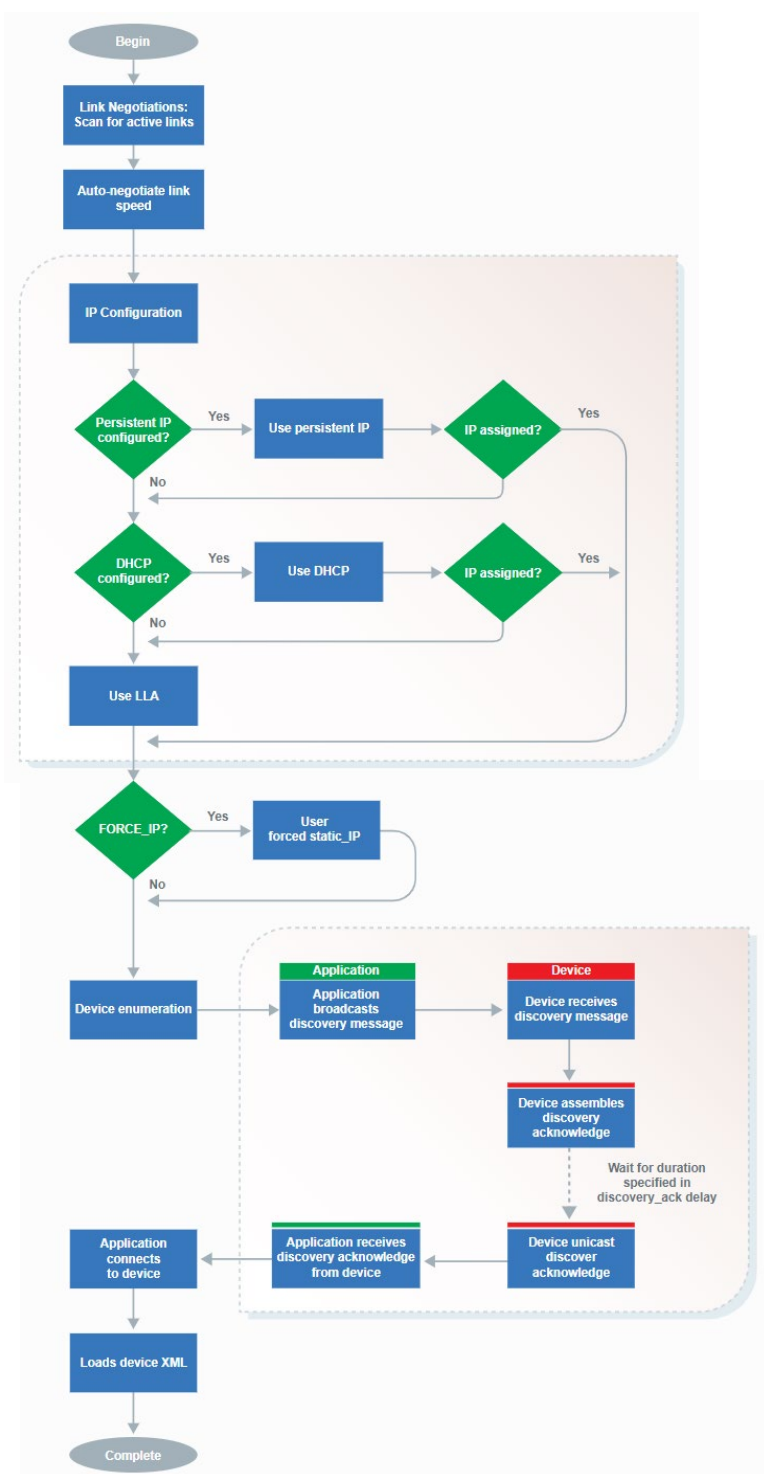 Begin
Link Negotiations:
Scan for active links
Auto-negotiate link
speed
IP Configuration
Persistent IP
configured?
Yes
Use persistent IP
IP assigned?
Yes
No
DHCP
configured?
Yes
Use DHCP
IP assigned?
Yes
No
Use LLA
FORCE_IP?
Yes
User
forced static_IP
No
Device enumeration
Application
Application
broadcasts
discovery message
Device
Device receives
discovery message
Device assembles
discovery
acknowledge
Wait for duration
specified in
discovery_ack delay
Device unicast
discover
acknowledge
Application receives
discovery acknowledge
from device
Application
connects
to device
Loads device XML
Complete